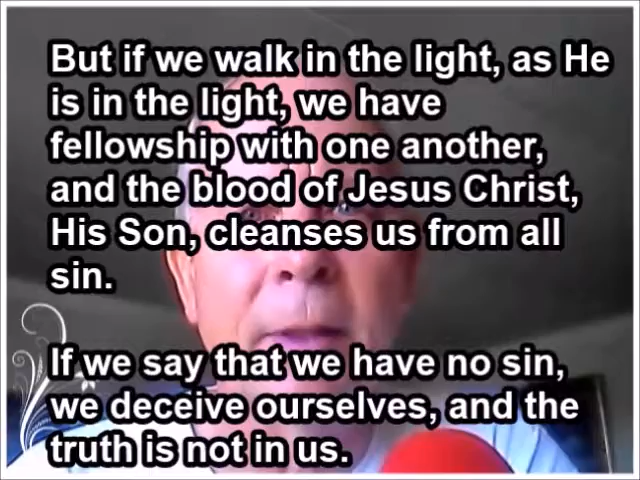 But if we walk in the light, as He
is in the light, we have
fellowship with one another,
and the blood of Jesus Christ,
His Son, cleanses us from all
sin.
If we say that we have no sin,
we deceive ourselves, and the
truth is not in us.